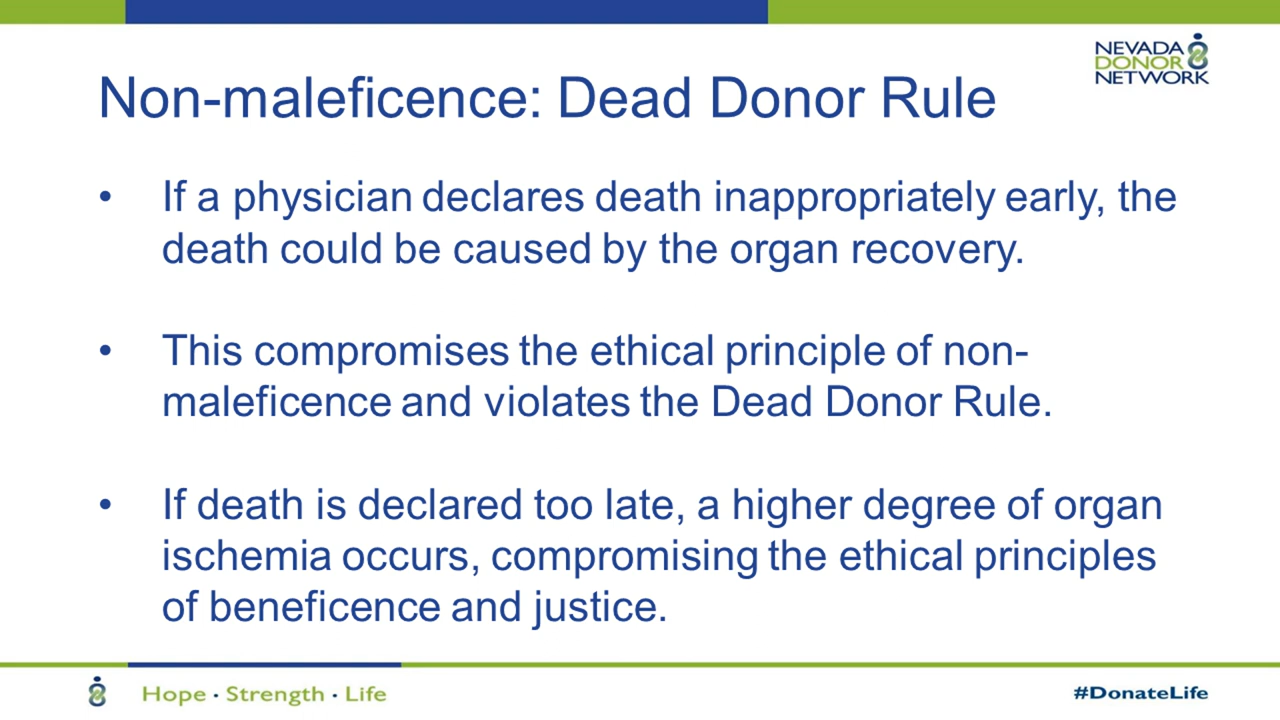 NEVADA
DONOR
NETWORK
Non-maleficence: Dead Donor Rule
• If a physician declares death inappropriately early, the
death could be caused by the organ recovery.
• This compromises the ethical principle of non-
maleficence and violates the Dead Donor Rule.
• If death is declared too late, a higher degree of organ
ischemia occurs, compromising the ethical principles
of beneficence and justice.
Hope · Strength · Life
#DonateLife